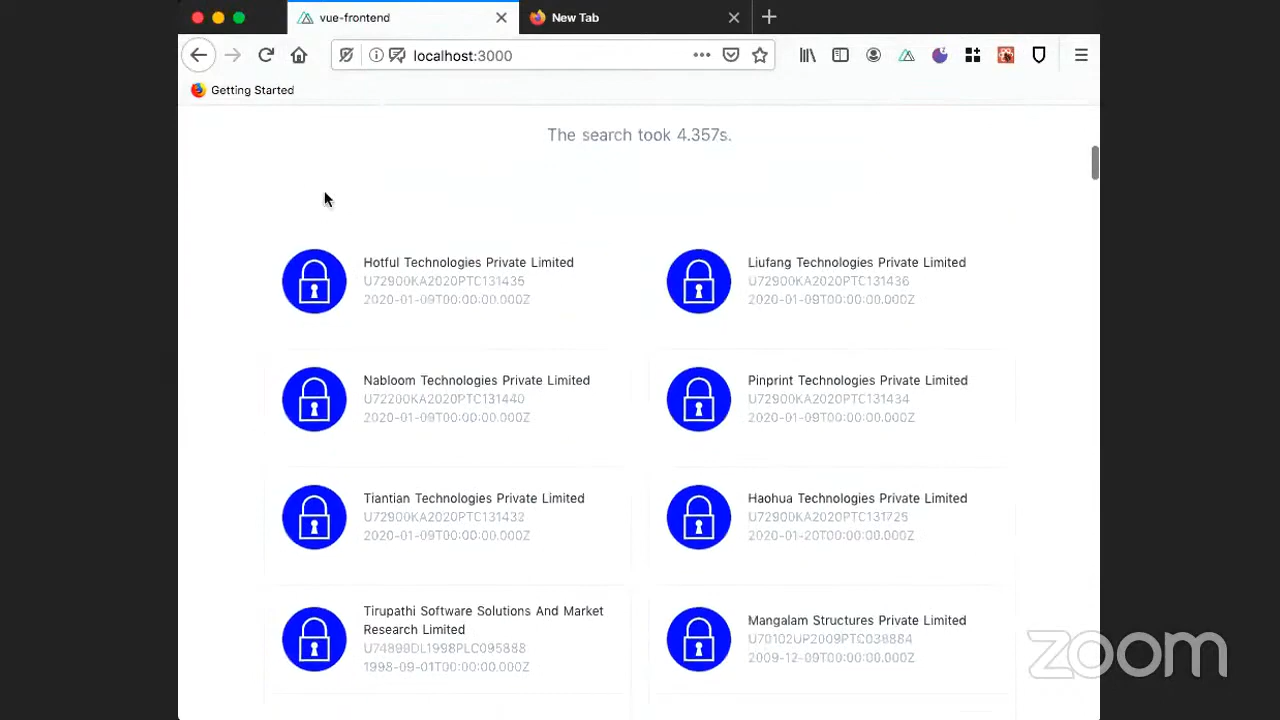 vue-frontend
New Tab
localhost:3000
Getting Started
The search took 4.357s.
Hotful Technologies Private Limited
U72900KA2020PTC131435
2020-01-09T00:00:00.000Z
Liufang Technologies Private Limited
U72900KA2020PTC131436
2020-01-09T00:00:00.000Z
Nabloom Technologies Private Limited
U72200KA2020PTC131440
2020-01-09T00:00:00.000Z
Pinprint Technologies Private Limited
U72900KA2020PTC131434
2020-01-09T00:00:00.000Z
Tiantian Technologies Private Limited
U72900KA2020PTC131432
2020-01-09T00:00:00.000Z
Haohua Technologies Private Limited
U72900KA2020PTC131725
2020-01-20T00:00:00.000Z
Tirupathi Software Solutions And Market
Research Limited
U74899DL1998PLC095888
1998-09-01T00:00:00.000Z
Mangalam Structures Private Limited
U70102UP2009PTC038884
2009-12-09T00:00:00.000Z
zoom